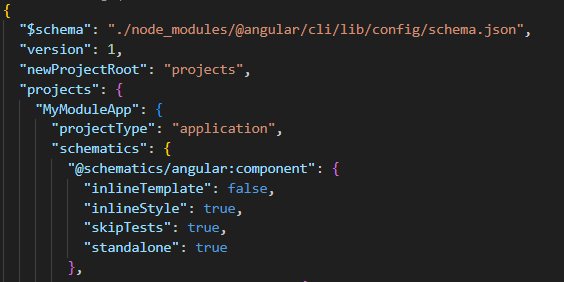 {
"$schema": "./node_modules/@angular/cli/lib/config/schema.json",
"version": 1,
"newProjectRoot": "projects",
"projects": {
"MyModuleApp": {
"projectType": "application",
"schematics": {
"@schematics/angular:component": {
"inlineTemplate": false,
"inlineStyle": true,
"skipTests": true,
"standalone": true
},